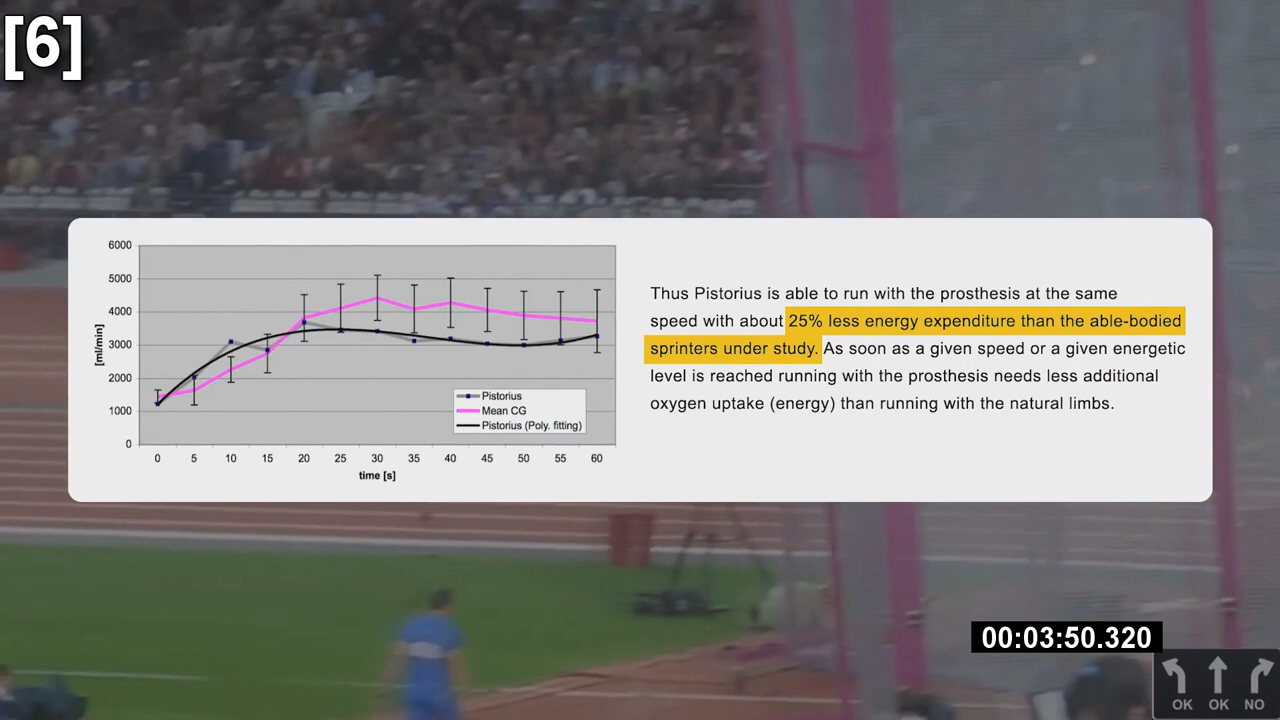 [6]
6000
5000
4000
3000
2000
1000
0
[ml/min]
0 5 10 15 20 25 30 35 40 45 50 55 60
time [s]
Pistorius
Mean CG
Pistorius (Poly. fitting)
Thus Pistorius is able to run with the prosthesis at the same
speed with about 25% less energy expenditure than the able-bodied
sprinters under study. As soon as a given speed or a given energetic
level is reached running with the prosthesis needs less additional
oxygen uptake (energy) than running with the natural limbs.
00:03:50.320
OK OK NO